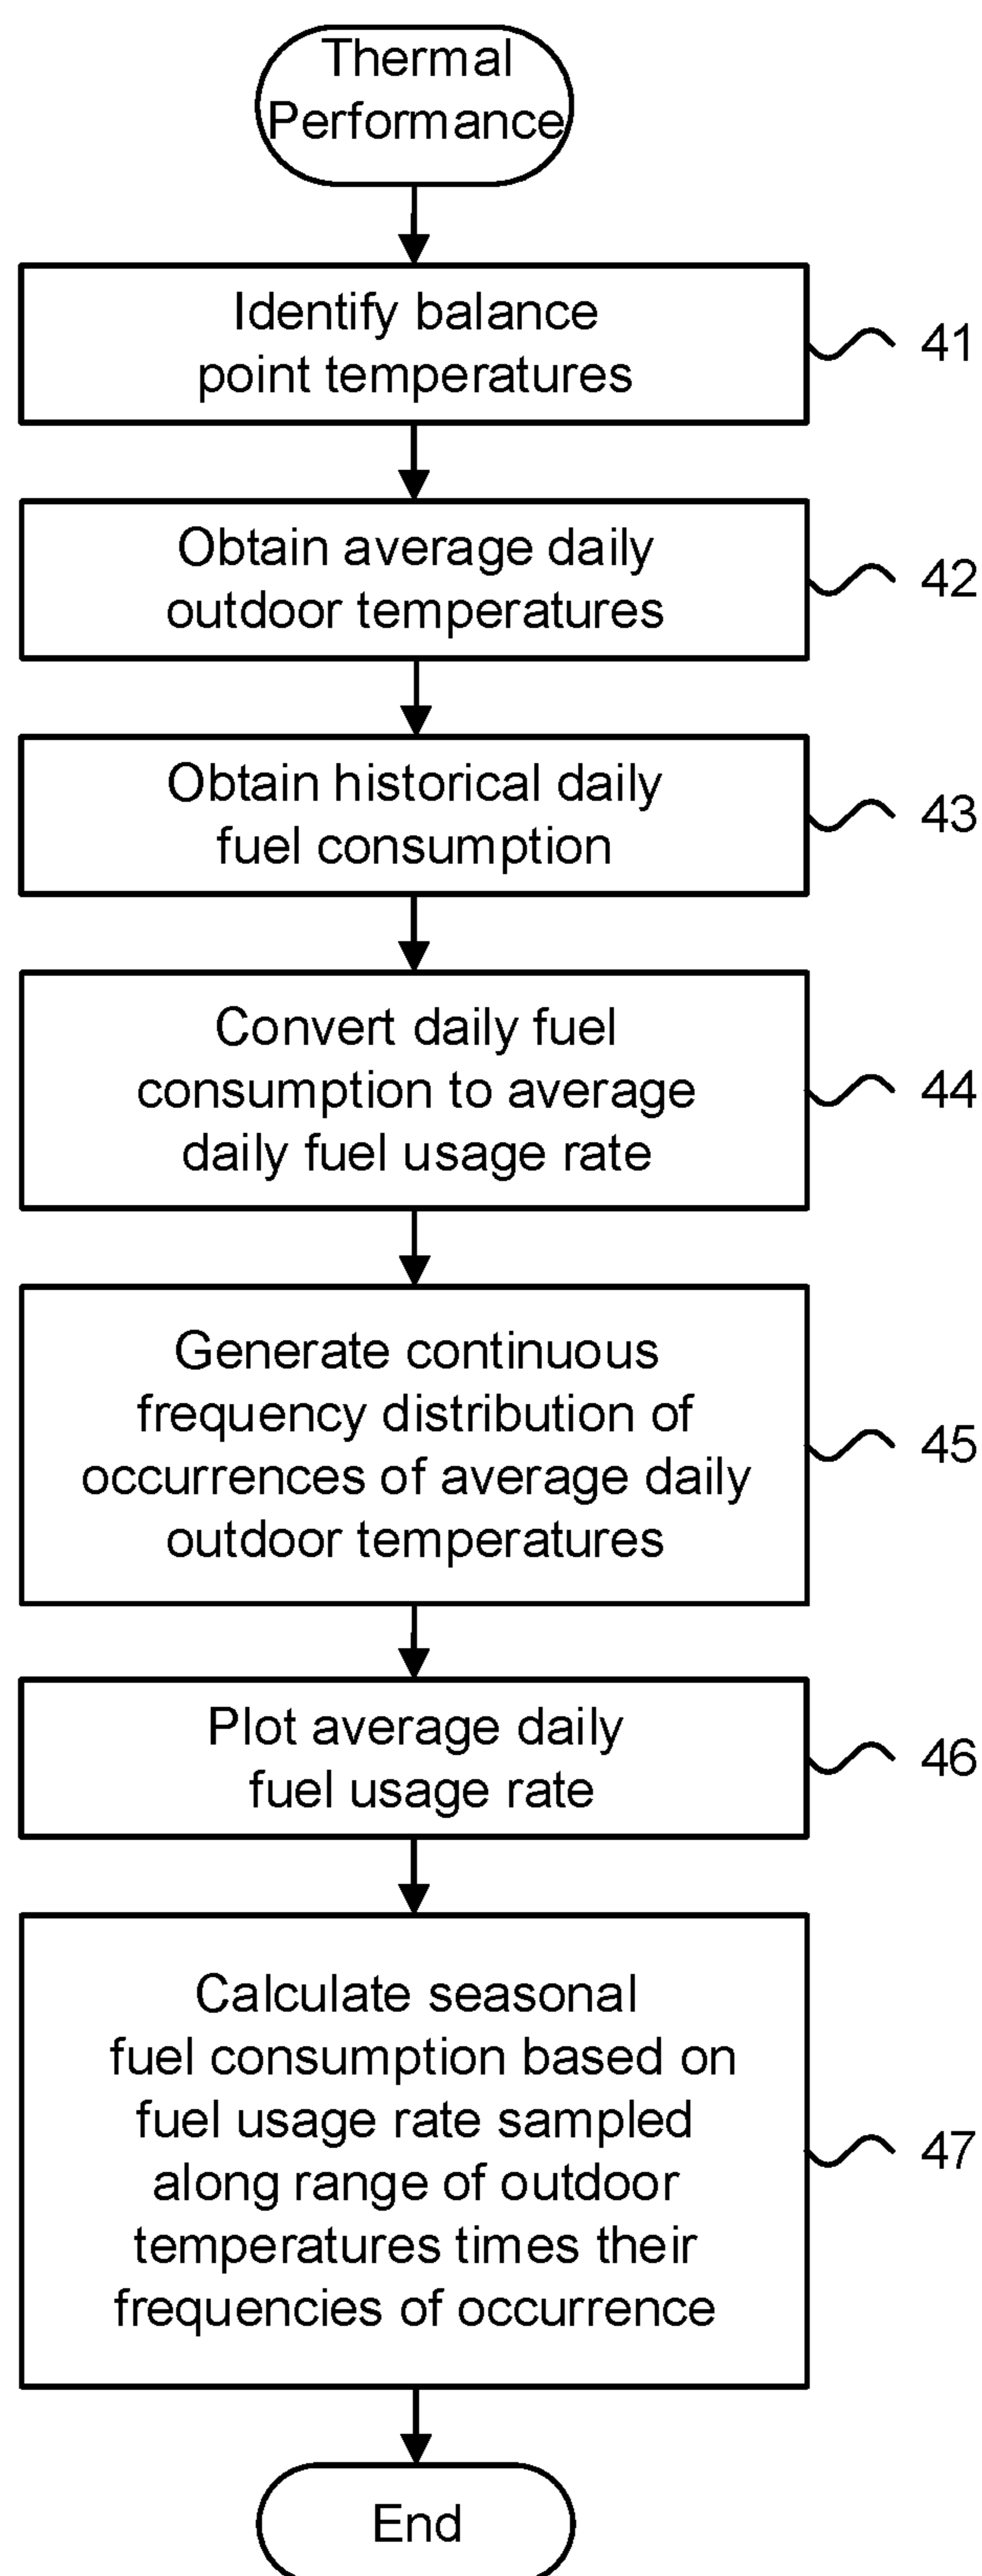 Thermal
Performance
Identify balance
point temperatures
41
Obtain average daily
outdoor temperatures
42
Obtain historical daily
fuel consumption
43
Convert daily fuel
consumption to average
daily fuel usage rate
44
Generate continuous
frequency distribution of
occurrences of average daily
outdoor temperatures
45
Plot average daily
fuel usage rate
46
Calculate seasonal
fuel consumption based on
fuel usage rate sampled
along range of outdoor
temperatures times their
frequencies of occurrence
47
End